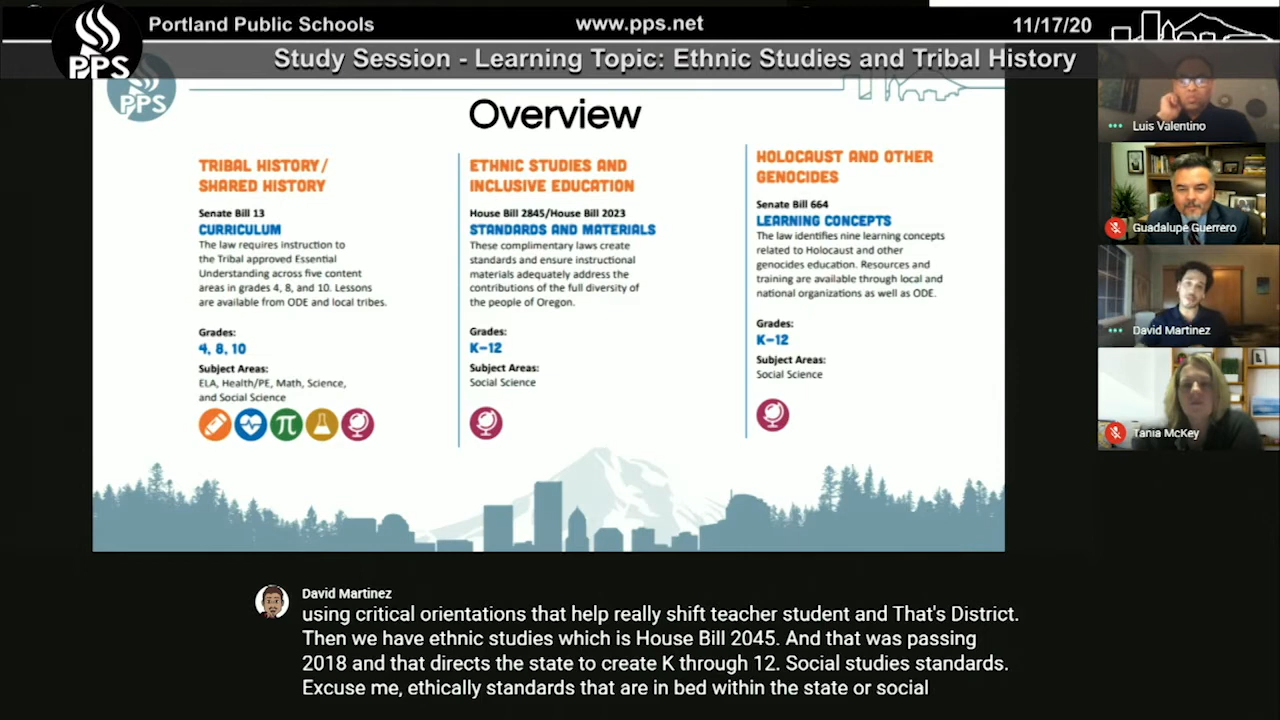 Portland Public Schools
www.pps.net
11/17/20
PPS
Study Session - Learning Topic: Ethnic Studies and Tribal History
PPS
Overview
TRIBAL HISTORY/
SHARED HISTORY
Senate Bill 13
CURRICULUM
The law requires instruction to
the Tribal approved Essential
Understanding across five content
areas in grades 4, 8, and 10. Lessons
are available from ODE and local tribes.
Grades:
4, 8, 10
Subject Areas:
ELA, Health/PE, Math, Science,
and Social Science
π
ETHNIC STUDIES AND
INCLUSIVE EDUCATION
House Bill 2845/House Bill 2023
STANDARDS AND MATERIALS
These complimentary laws create
standards and ensure instructional
materials adequately address the
contributions of the full diversity of
the people of Oregon.
Grades:
K-12
Subject Areas:
Social Science
HOLOCAUST AND OTHER
GENOCIDES
Senate Bill 664
LEARNING CONCEPTS
The law identifies nine learning concepts
related to Holocaust and other
genocides education. Resources and
training are available through local and
national organizations as well as ODE.
Grades:
K-12
Subject Areas:
Social Science
Luis Valentino
Guadalupe Guerrero
David Martinez
Tania McKey
David Martinez
using critical orientations that help really shift teacher student and That's District.
Then we have ethnic studies which is House Bill 2045. And that was passing
2018 and that directs the state to create K through 12. Social studies standards.
Excuse me, ethically standards that are in bed within the state or social